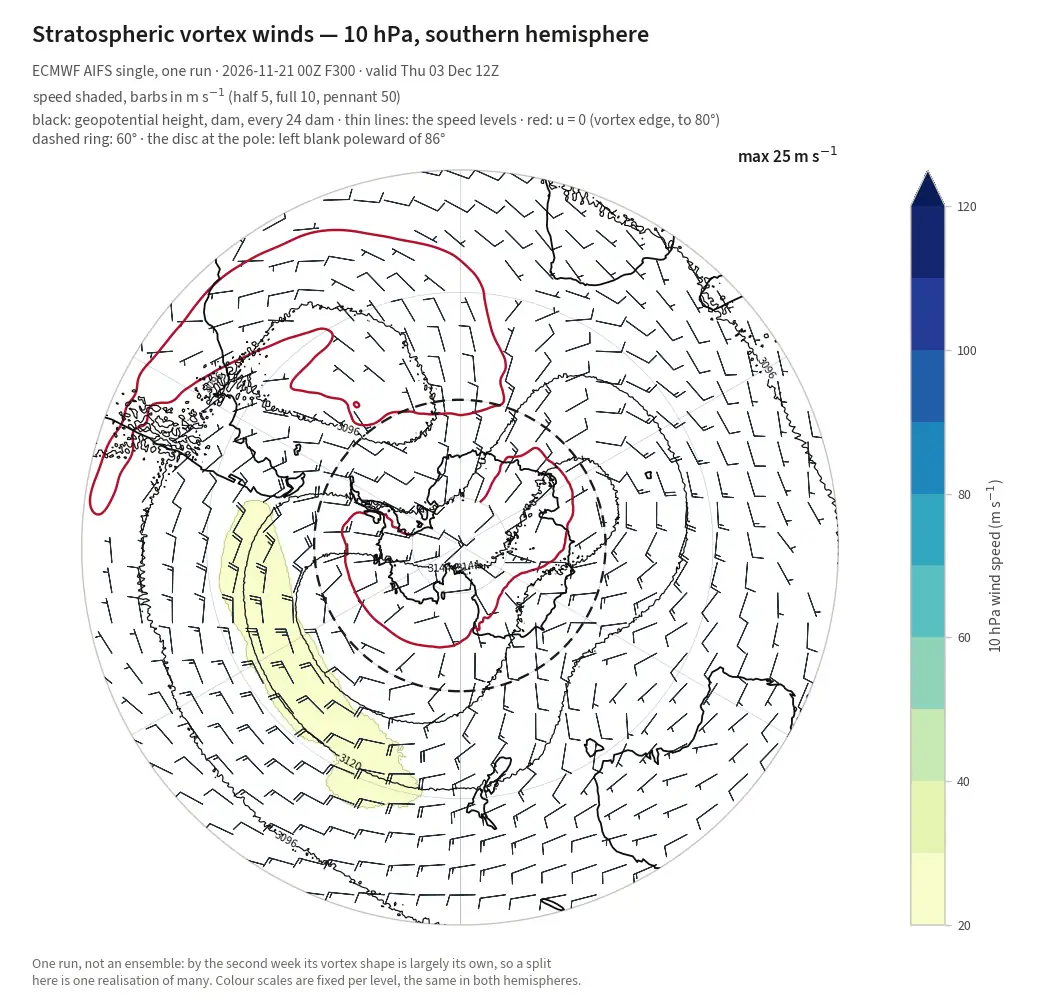 Stratospheric vortex winds — 10 hPa, southern hemisphere
ECMWF AIFS single, one run · 2026-11-21 00Z F300 · valid Thu 03 Dec 12Z
speed shaded, barbs in m s⁻¹ (half 5, full 10, pennant 50)
black: geopotential height, dam, every 24 dam · thin lines: the speed levels · red: u = 0 (vortex edge, to 80°)
dashed ring: 60° · the disc at the pole: left blank poleward of 86°
max 25 m s⁻¹
120
100
80
60
40
20
10 hPa wind speed (m s⁻¹)
3096
3096
3120
3096
One run, not an ensemble: by the second week its vortex shape is largely its own, so a split
here is one realisation of many. Colour scales are fixed per level, the same in both hemispheres.